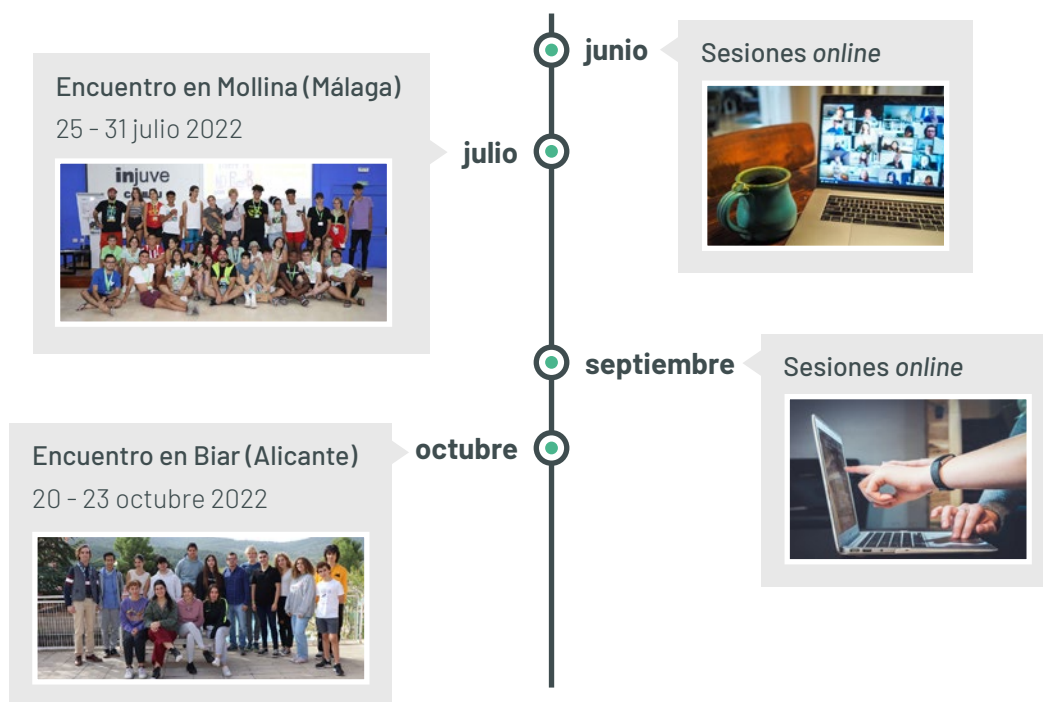 junio
Sesiones online
Encuentro en Mollina (Málaga)
25 - 31 julio 2022
julio
injuve
septiembre
Sesiones online
octubre
Encuentro en Biar (Alicante)
20 - 23 octubre 2022